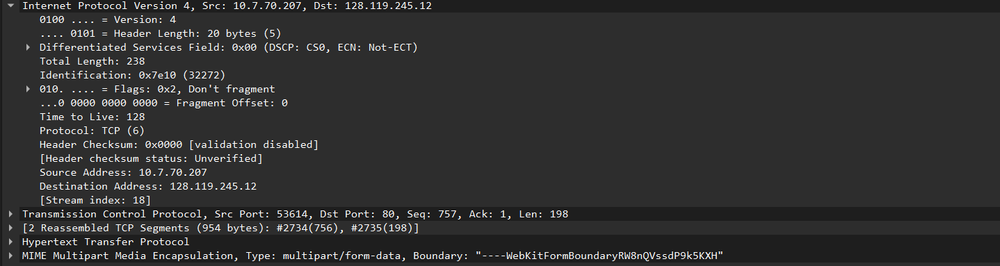 Internet Protocol Version 4, Src: 10.7.70.207, Dst: 128.119.245.12
0100 .... = Version: 4
.... 0101 = Header Length: 20 bytes (5)
Differentiated Services Field: 0x00 (DSCP: CS0, ECN: Not-ECT)
Total Length: 238
Identification: 0x7e10 (32272)
010. .... = Flags: 0x2, Don't fragment
...0 0000 0000 0000 = Fragment Offset: 0
Time to Live: 128
Protocol: TCP (6)
Header Checksum: 0x0000 [validation disabled]
[Header checksum status: Unverified]
Source Address: 10.7.70.207
Destination Address: 128.119.245.12
[Stream index: 18]
Transmission Control Protocol, Src Port: 53614, Dst Port: 80, Seq: 757, Ack: 1, Len: 198
[2 Reassembled TCP Segments (954 bytes): #2734(756), #2735(198)]
Hypertext Transfer Protocol
MIME Multipart Media Encapsulation, Type: multipart/form-data, Boundary: "----WebKitFormBoundaryRW8nQVssdP9k5KXH"